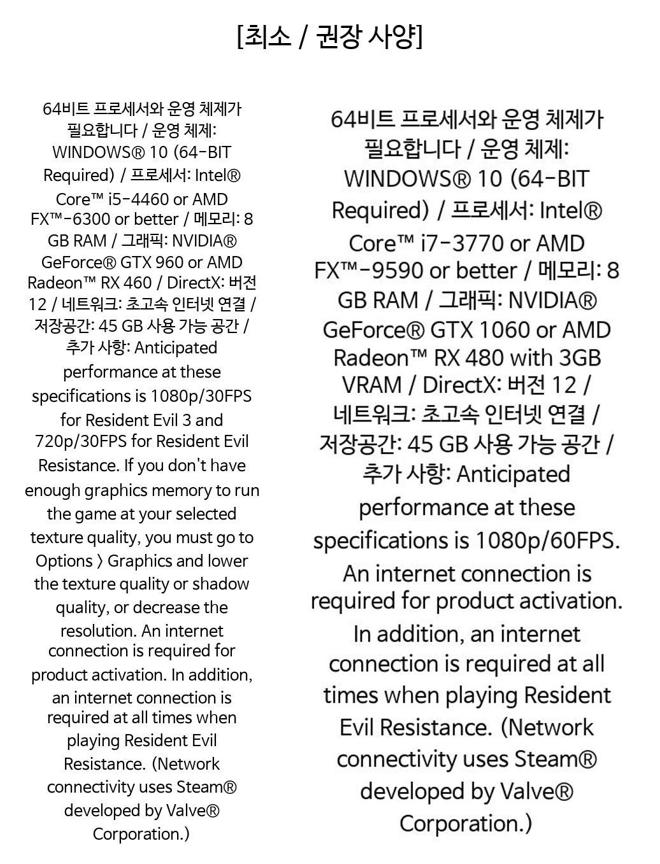 [최소 / 권장 사양]
64비트 프로세서와 운영 체제가
필요합니다 / 운영 체제:
WINDOWS® 10 (64-BIT
Required) / 프로세서: Intel®
Core™ i5-4460 or AMD
FX™-6300 or better / 메모리: 8
GB RAM / 그래픽: NVIDIA®
GeForce® GTX 960 or AMD
Radeon™ RX 460 / DirectX: 버전
12 / 네트워크: 초고속 인터넷 연결 /
저장공간: 45 GB 사용 가능 공간 /
추가 사항: Anticipated
performance at these
specifications is 1080p/30FPS
for Resident Evil 3 and
720p/30FPS for Resident Evil
Resistance. If you don't have
enough graphics memory to run
the game at your selected
texture quality, you must go to
Options > Graphics and lower
the texture quality or shadow
quality, or decrease the
resolution. An internet
connection is required for
product activation. In addition,
an internet connection is
required at all times when
playing Resident Evil
Resistance. (Network
connectivity uses Steam®
developed by Valve®
Corporation.)
64비트 프로세서와 운영 체제가
필요합니다 / 운영 체제:
WINDOWS® 10 (64-BIT
Required) / 프로세서: Intel®
Core™ i7-3770 or AMD
FX™-9590 or better / 메모리: 8
GB RAM / 그래픽: NVIDIA®
GeForce® GTX 1060 or AMD
Radeon™ RX 480 with 3GB
VRAM / DirectX: 버전 12 /
네트워크: 초고속 인터넷 연결 /
저장공간: 45 GB 사용 가능 공간 /
추가 사항: Anticipated
performance at these
specifications is 1080p/60FPS.
An internet connection is
required for product activation.
In addition, an internet
connection is required at all
times when playing Resident
Evil Resistance. (Network
connectivity uses Steam®
developed by Valve®
Corporation.)